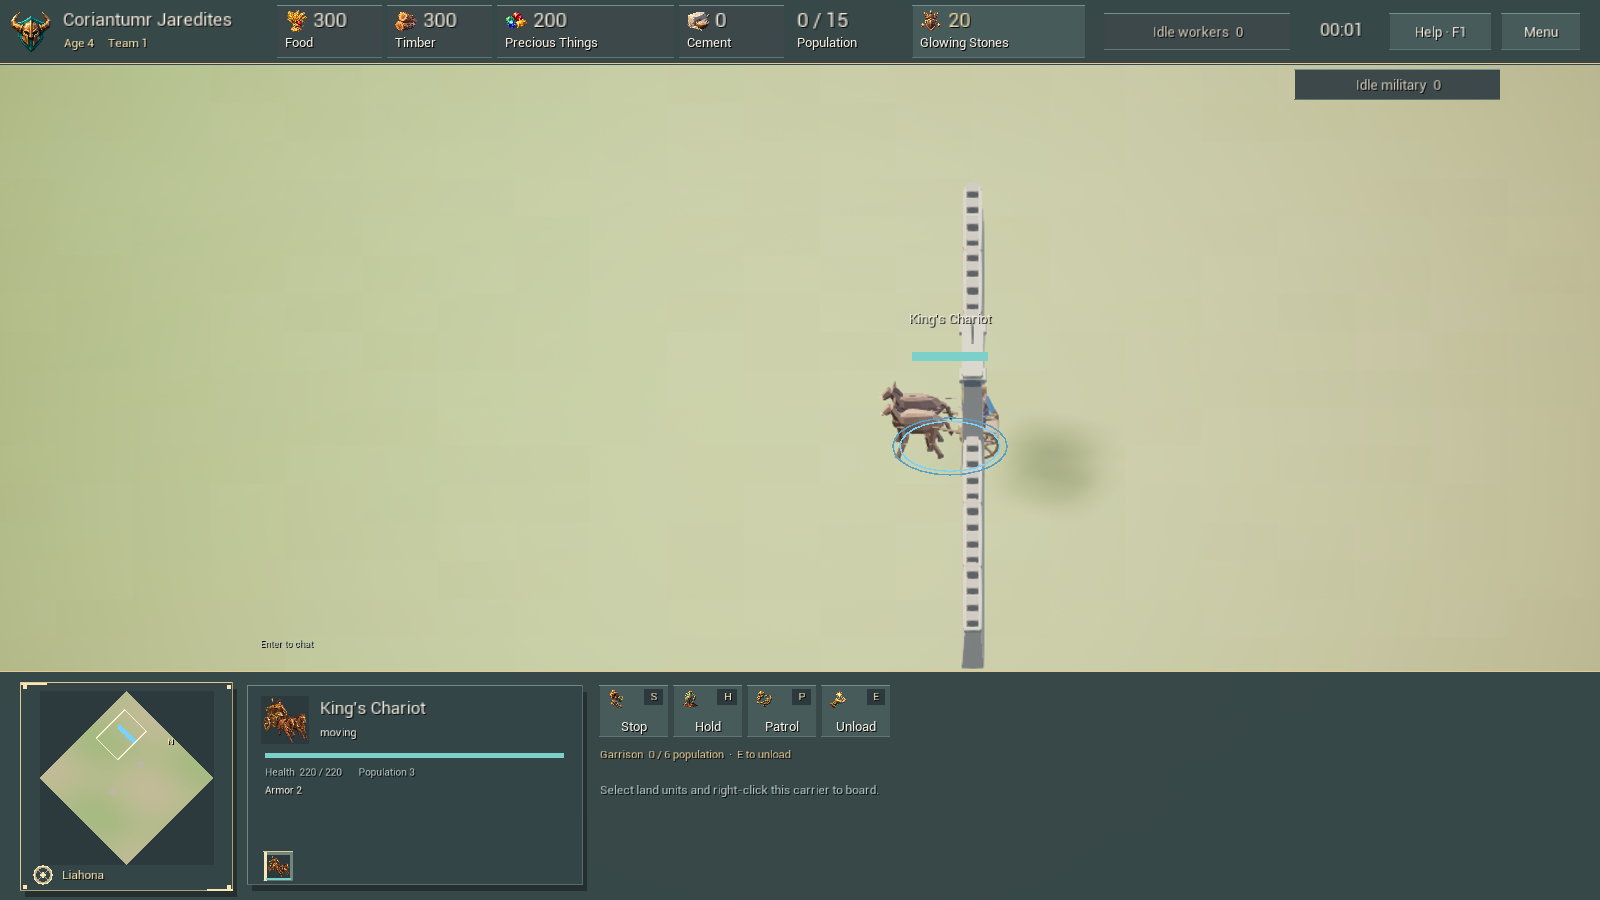 Coriantumr Jaredites
Age 4 Team 1
300
Food
300
Timber
200
Precious Things
0
Cement
0 / 15
Population
20
Glowing Stones
Idle workers 0
00:01
Help · F1
Menu
Idle military 0
King's Chariot
Enter to chat
N
Liahona
King's Chariot
moving
Health 220 / 220 Population 3
Armor 2
S
Stop
H
Hold
P
Patrol
E
Unload
Garrison 0 / 6 population · E to unload
Select land units and right-click this carrier to board.